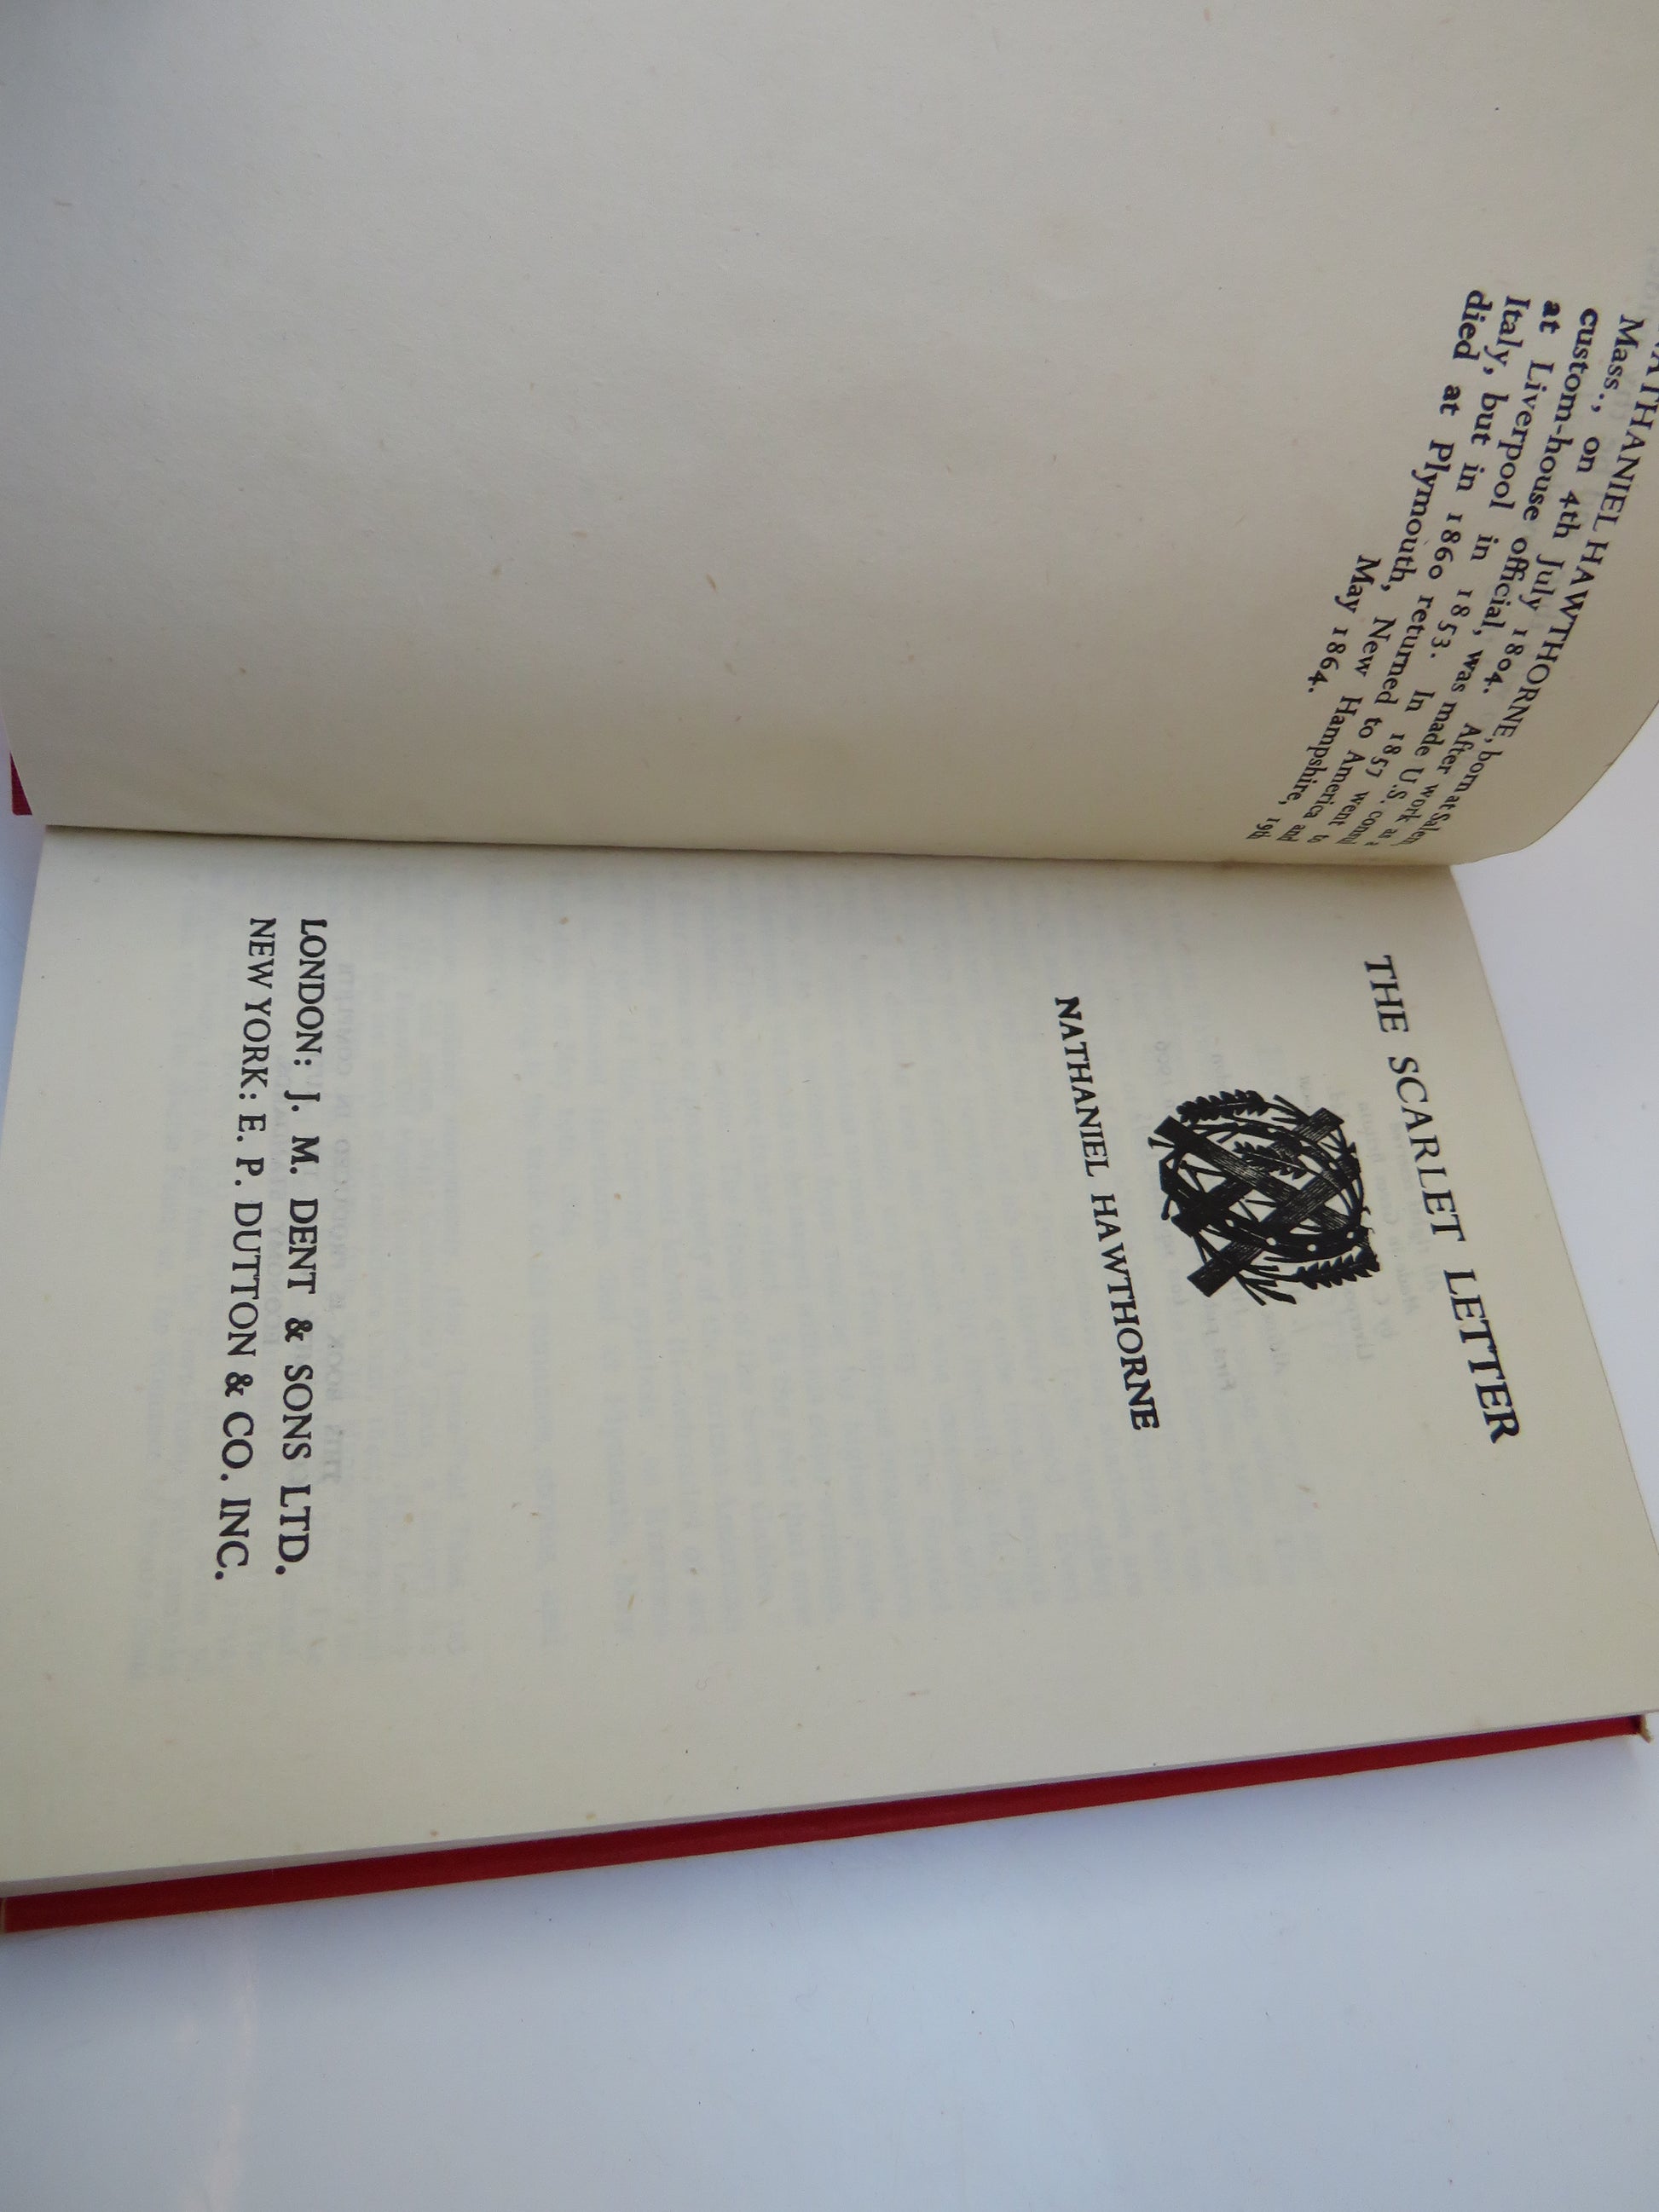 NATHANIEL HAWTHORNE, born at Salem
Mass., on 4th July 1804. After work as a
custom-house official, was made U.S. consul
at Liverpool in 1853. In 1857 went to
Italy, but in 1860 returned to America and
died at Plymouth, New Hampshire, 19th
May 1864.
THE SCARLET LETTER
NATHANIEL HAWTHORNE
LONDON: J. M. DENT & SONS LTD.
NEW YORK: E. P. DUTTON & CO. INC.